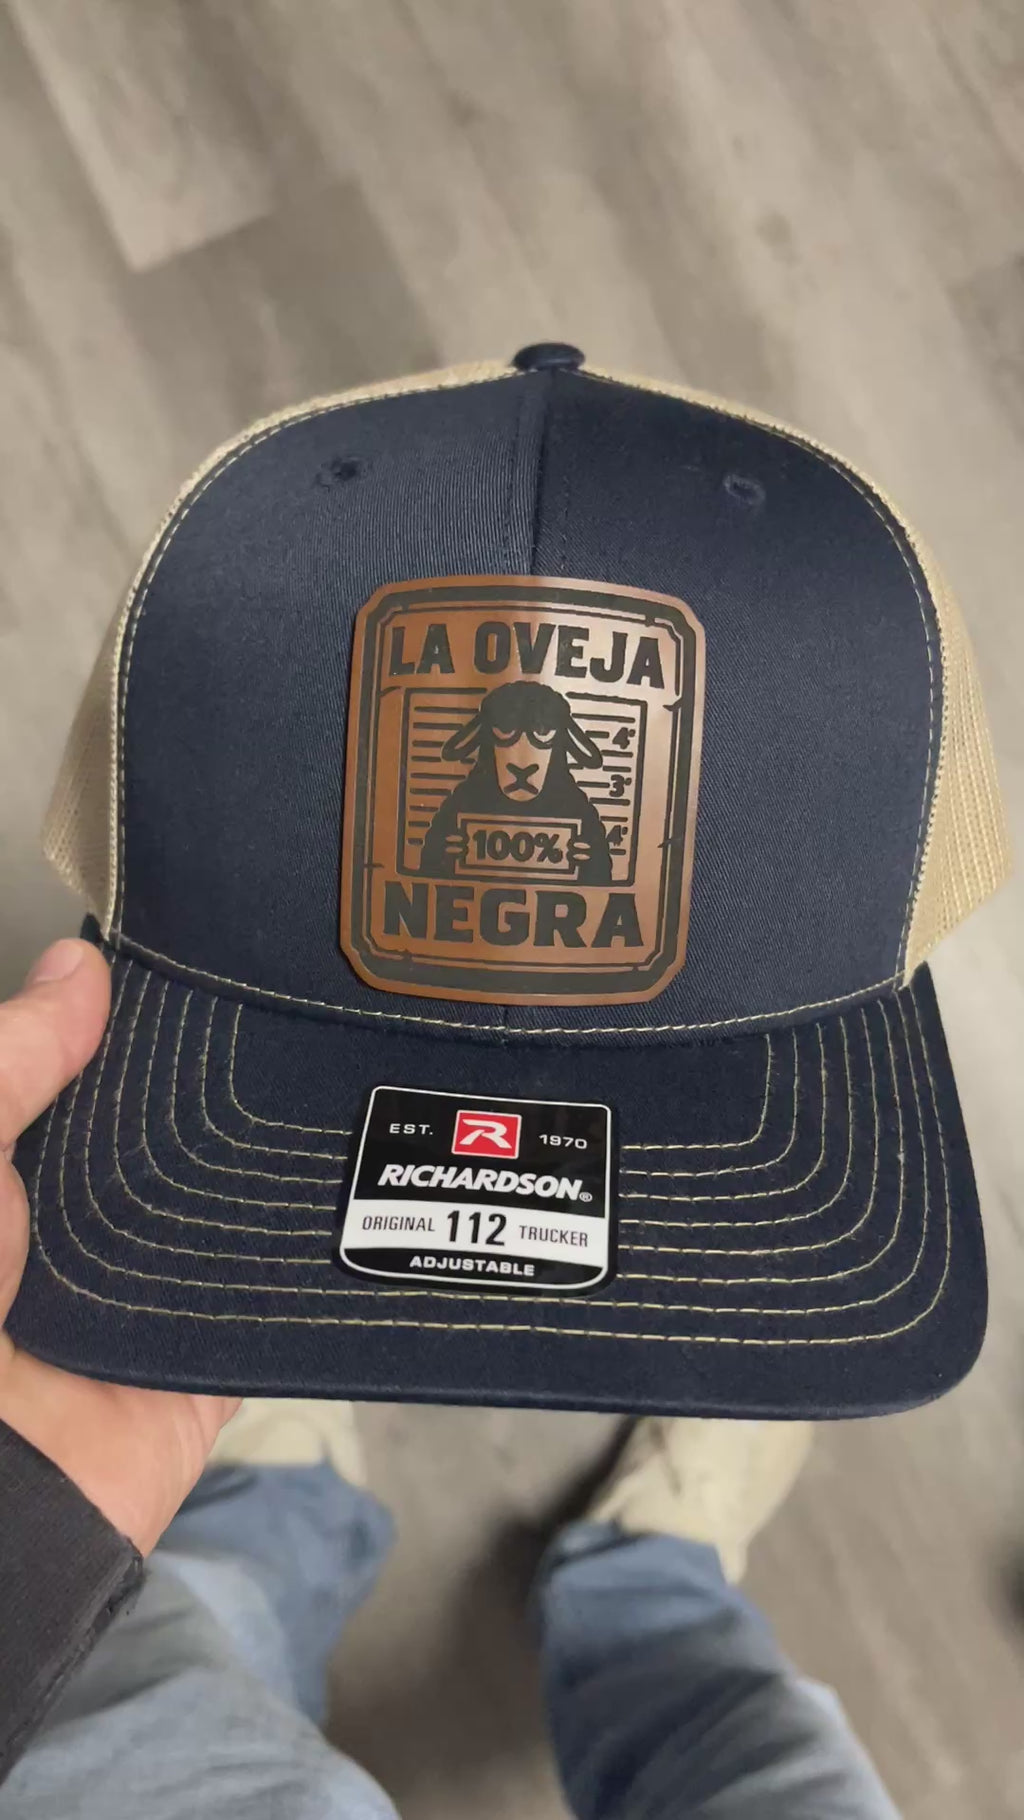 LA OVEJA
4'
3'
4'
100%
NEGRA
EST. R 1970
RICHARDSON®
ORIGINAL 112 TRUCKER
ADJUSTABLE